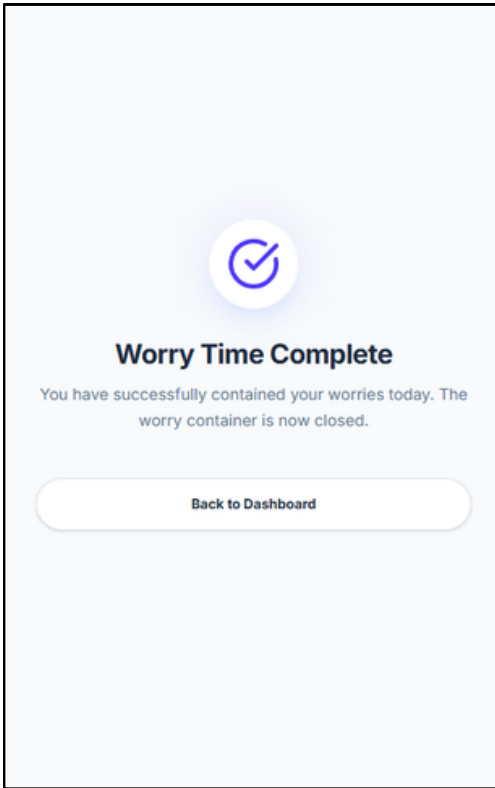 Worry Time Complete
You have successfully contained your worries today. The
worry container is now closed.
Back to Dashboard